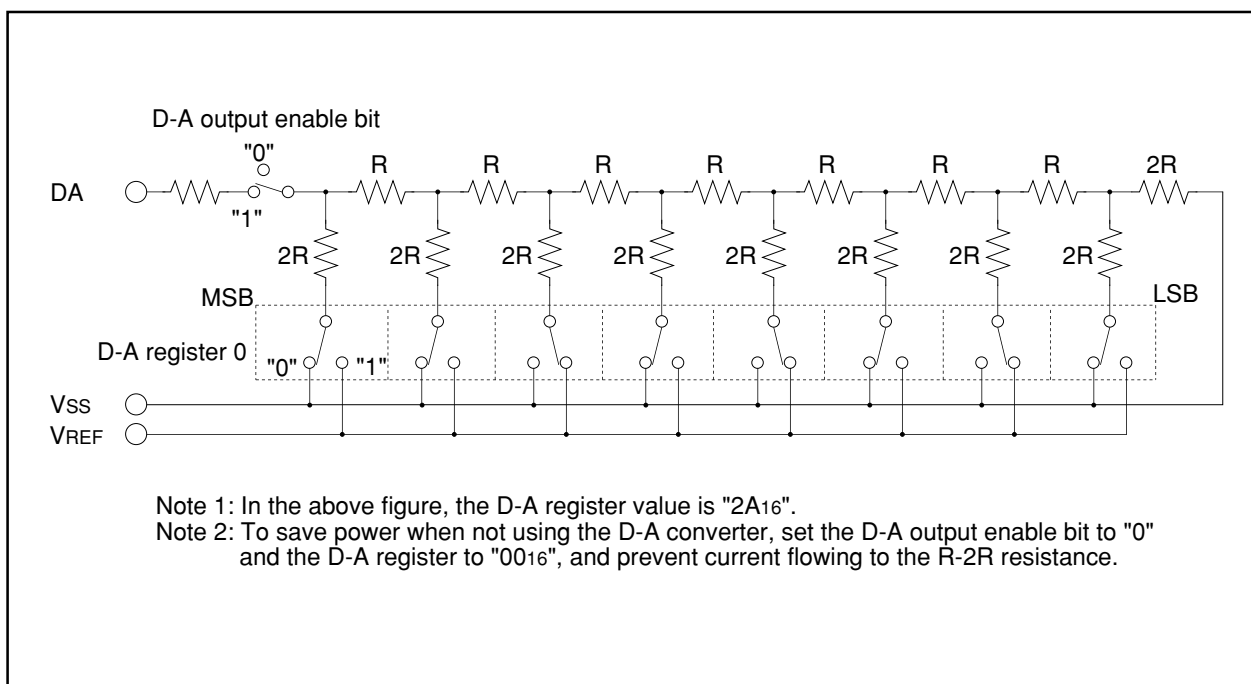 D-A output enable bit
"0"
R R R R R R R 2R
DA
"1"
2R 2R 2R 2R 2R 2R 2R 2R
MSB
LSB
D-A register 0
"0" "1"
VSS
VREF
Note 1: In the above figure, the D-A register value is "2A16".
Note 2: To save power when not using the D-A converter, set the D-A output enable bit to "0"
and the D-A register to "0016", and prevent current flowing to the R-2R resistance.